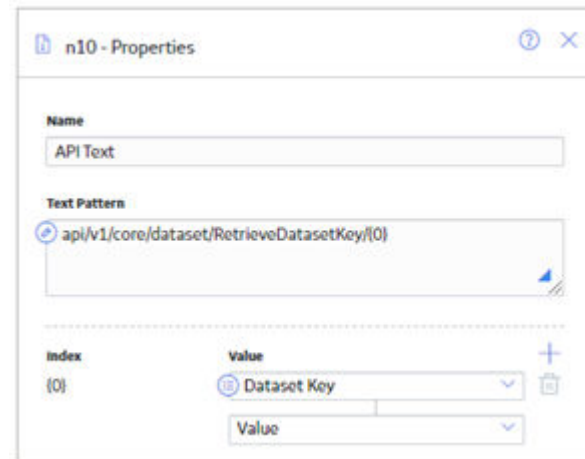 n10 - Properties
Name
API Text
Text Pattern
api/v1/core/dataset/RetrieveDatasetKey/{0}
Index Value
{0} Dataset Key
Value